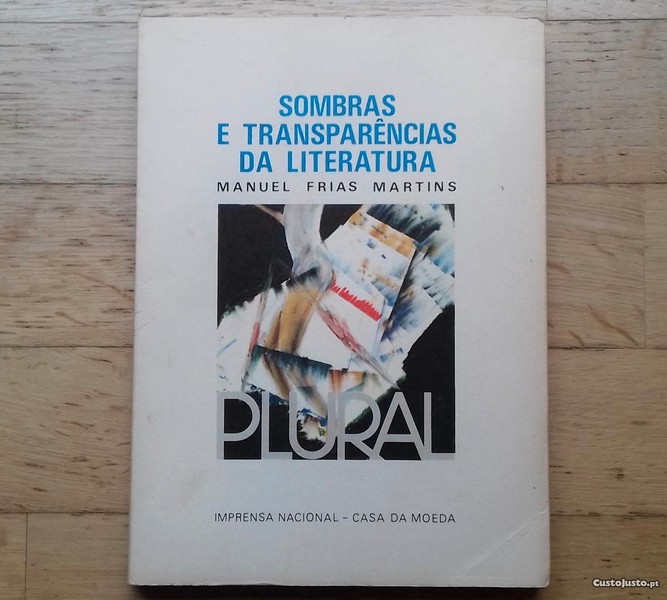 SOMBRAS
E TRANSPARÊNCIAS
DA LITERATURA
MANUEL FRIAS MARTINS
PLURAL
IMPRENSA NACIONAL – CASA DA MOEDA
CustoJusto.pt